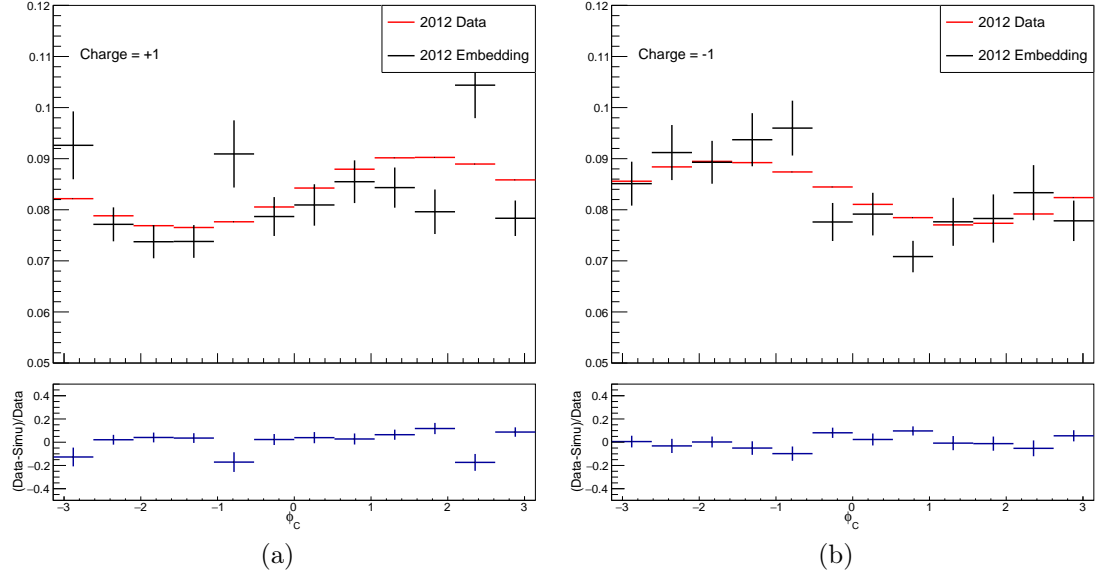 0.12
0.11
0.1
0.09
0.08
0.07
0.06
0.05
Charge = +1
2012 Data
2012 Embedding
(Data-Simu)/Data
0.4
0.2
0
−0.2
−0.4
−3 −2 −1 0 1 2 3
ϕC
(a)
0.12
0.11
0.1
0.09
0.08
0.07
0.06
0.05
Charge = -1
2012 Data
2012 Embedding
(Data-Simu)/Data
0.4
0.2
0
−0.2
−0.4
−3 −2 −1 0 1 2 3
ϕC
(b)